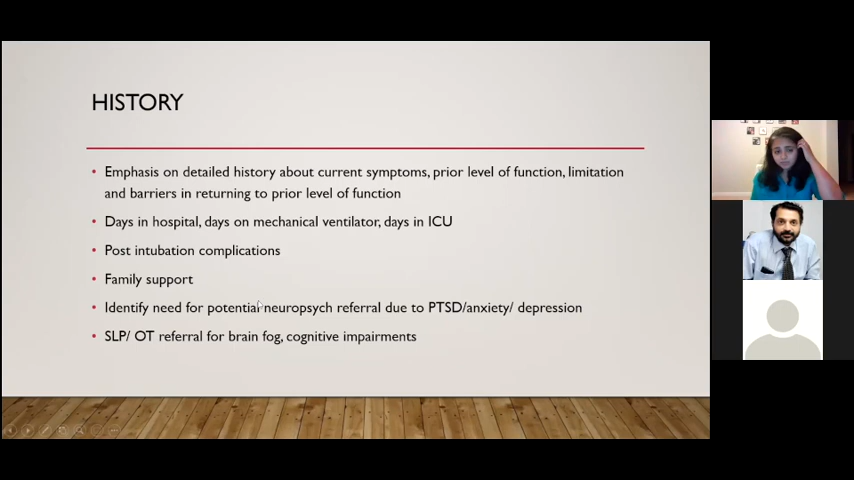 HISTORY
• Emphasis on detailed history about current symptoms, prior level of function, limitation
and barriers in returning to prior level of function
• Days in hospital, days on mechanical ventilator, days in ICU
• Post intubation complications
• Family support
• Identify need for potential neuropsych referral due to PTSD/anxiety/ depression
• SLP/ OT referral for brain fog, cognitive impairments